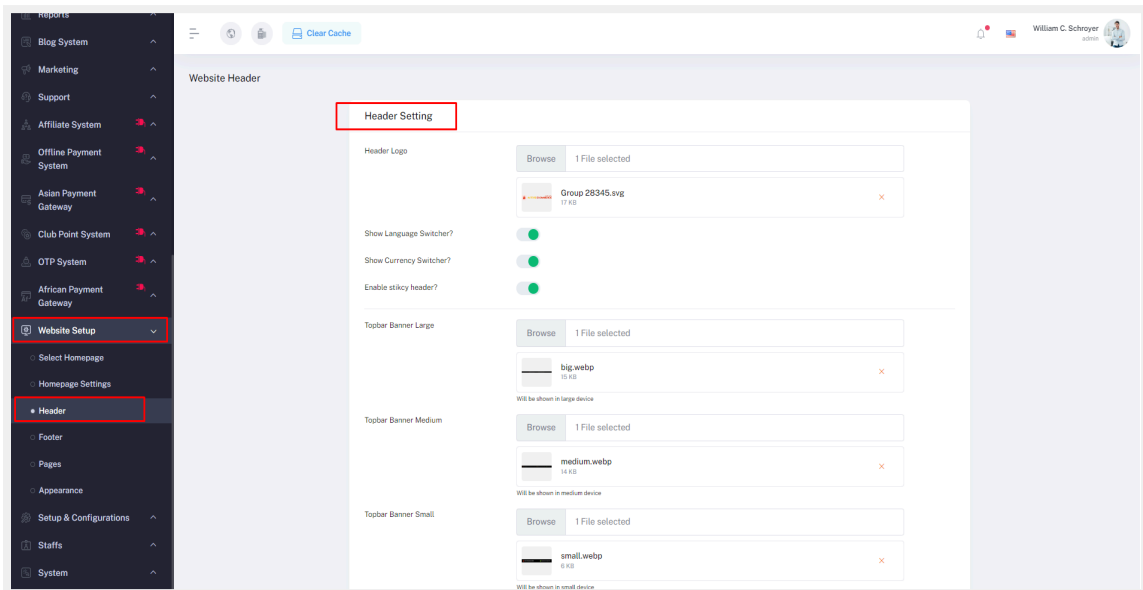 Reports
Blog System
Marketing
Support
Affiliate System
Offline Payment
System
Asian Payment
Gateway
Club Point System
OTP System
African Payment
Gateway
Website Setup
Select Homepage
Homepage Settings
Header
Footer
Pages
Appearance
Setup & Configurations
Staffs
System
Clear Cache
William C. Schroyer
admin
Website Header
Header Setting
Header Logo
Browse 1 File selected
Group 28345.svg
17 KB
Show Language Switcher?
Show Currency Switcher?
Enable stikcy header?
Topbar Banner Large
Browse 1 File selected
big.webp
15 KB
Will be shown in large device
Topbar Banner Medium
Browse 1 File selected
medium.webp
14 KB
Will be shown in medium device
Topbar Banner Small
Browse 1 File selected
small.webp
6 KB
Will be shown in small device